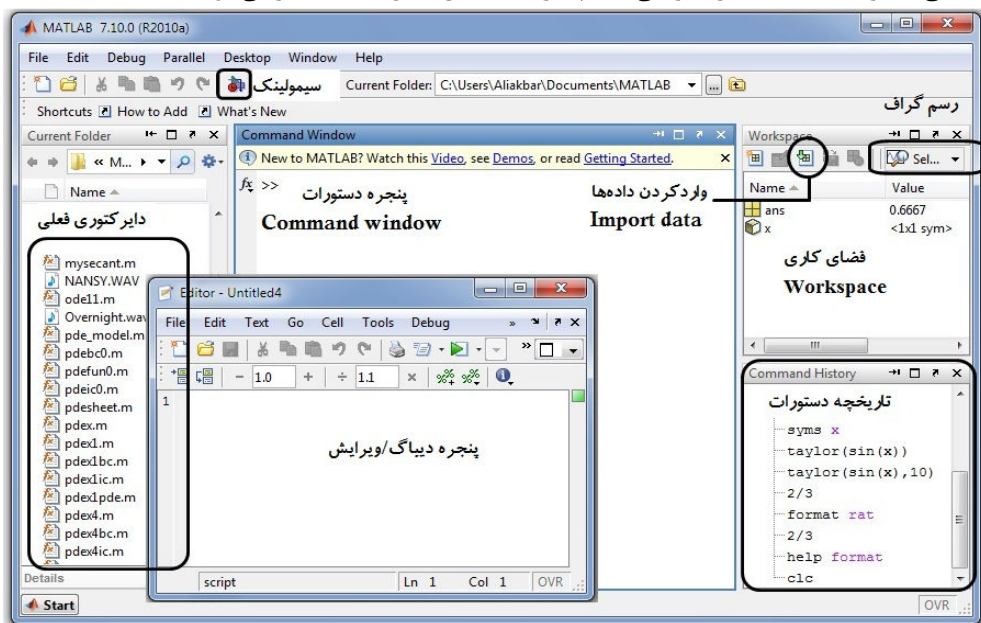 MATLAB 7.10.0 (R2010a)
File Edit Debug Parallel Desktop Window Help
سیمولینک Current Folder: C:\Users\Aliakbar\Documents\MATLAB
Shortcuts How to Add What's New
رسم گراف
Current Folder
Command Window
Workspace
« M...
New to MATLAB? Watch this Video, see Demos, or read Getting Started.
Sel...
Name
fx >>
پنجره دستورات
Command window
وارد کردن داده‌ها
Import data
Name Value
ans 0.6667
x <1x1 sym>
فضای کاری
Workspace
دایرکتوری فعلی
mysecant.m
NANSY.WAV
ode11.m
Overnight.wav
pde_model.m
pdebc0.m
pdefun0.m
pdeic0.m
pdesheet.m
pdex.m
pdex1.m
pdex1bc.m
pdex1ic.m
pdex1pde.m
pdex4.m
pdex4bc.m
pdex4ic.m
Details
Editor - Untitled4
File Edit Text Go Cell Tools Debug »
»
− 1.0 + ÷ 1.1 ×
1
پنجره دیباگ/ویرایش
script Ln 1 Col 1 OVR
Command History
تاریخچه دستورات
syms x
taylor(sin(x))
taylor(sin(x),10)
2/3
format rat
2/3
help format
clc
Start
OVR